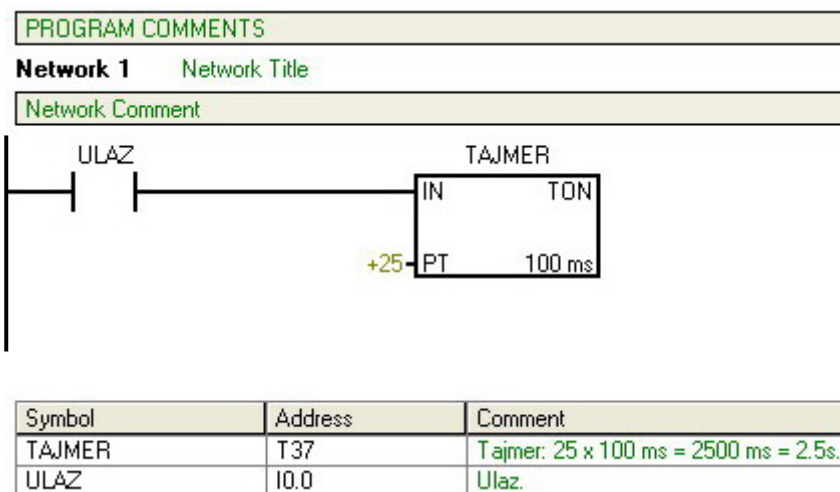 PROGRAM COMMENTS
Network 1 Network Title
Network Comment
ULAZ TAJMER
IN TON
+25 PT 100 ms
Symbol Address Comment
TAJMER T37 Tajmer: 25 x 100 ms = 2500 ms = 2.5s.
ULAZ I0.0 Ulaz.